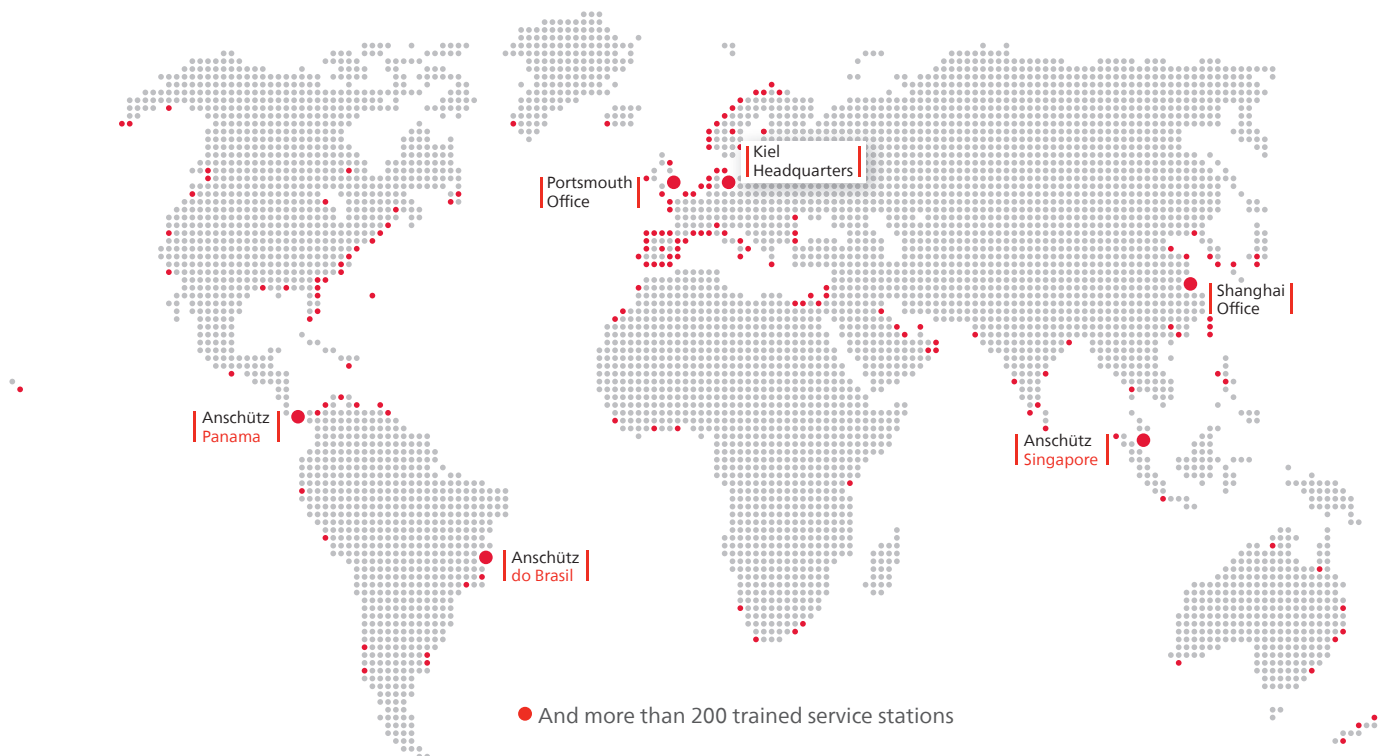 Kiel
Headquarters
Portsmouth
Office
Shanghai
Office
Anschütz
Panama
Anschütz
Singapore
Anschütz
do Brasil
And more than 200 trained service stations